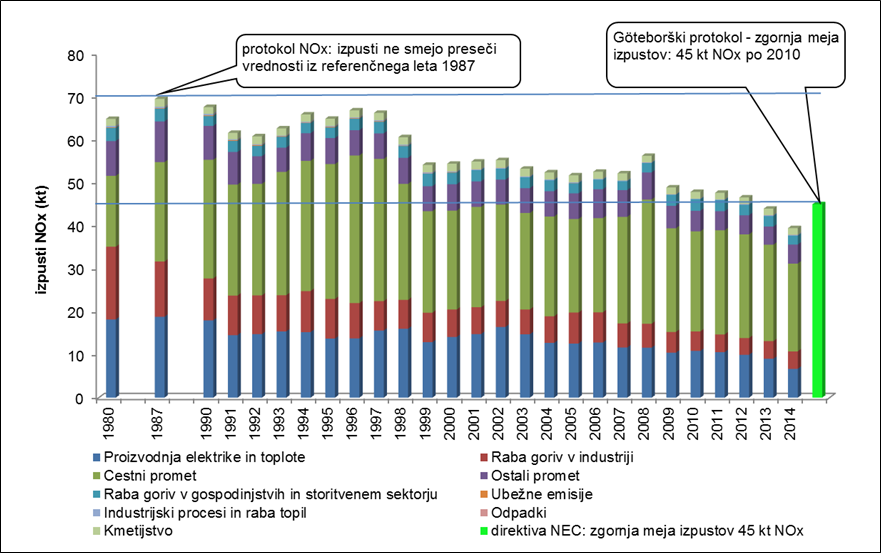 protokol NOx: izpusti ne smejo preseči
vrednosti iz referenčnega leta 1987
Göteborški protokol - zgornja meja
izpustov: 45 kt NOx po 2010
izpusti NOx (kt)
80
70
60
50
40
30
20
10
0
1980
1987
1990
1991
1992
1993
1994
1995
1996
1997
1998
1999
2000
2001
2002
2003
2004
2005
2006
2007
2008
2009
2010
2011
2012
2013
2014
Proizvodnja elektrike in toplote
Raba goriv v industriji
Cestni promet
Ostali promet
Raba goriv v gospodinjstvih in storitvenem sektorju
Ubežne emisije
Industrijski procesi in raba topil
Odpadki
Kmetijstvo
direktiva NEC: zgornja meja izpustov 45 kt NOx